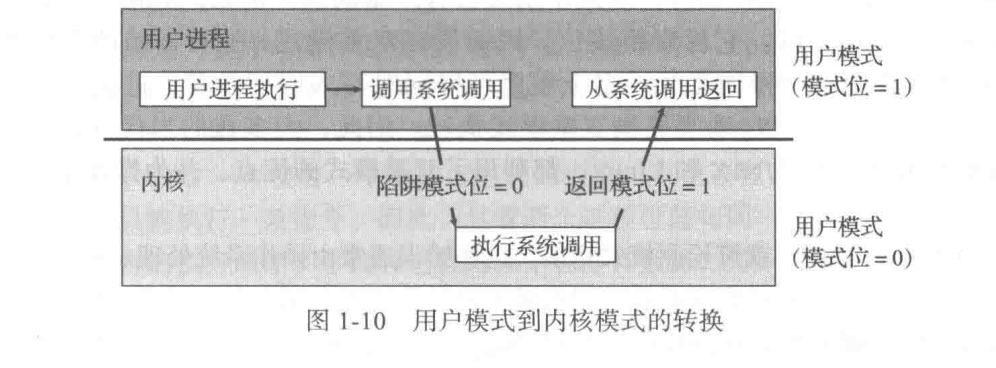 用户进程
用户进程执行
调用系统调用
从系统调用返回
用户模式
(模式位=1)
内核
陷阱模式位=0
返回模式位=1
执行系统调用
用户模式
(模式位=0)
图 1-10 用户模式到内核模式的转换